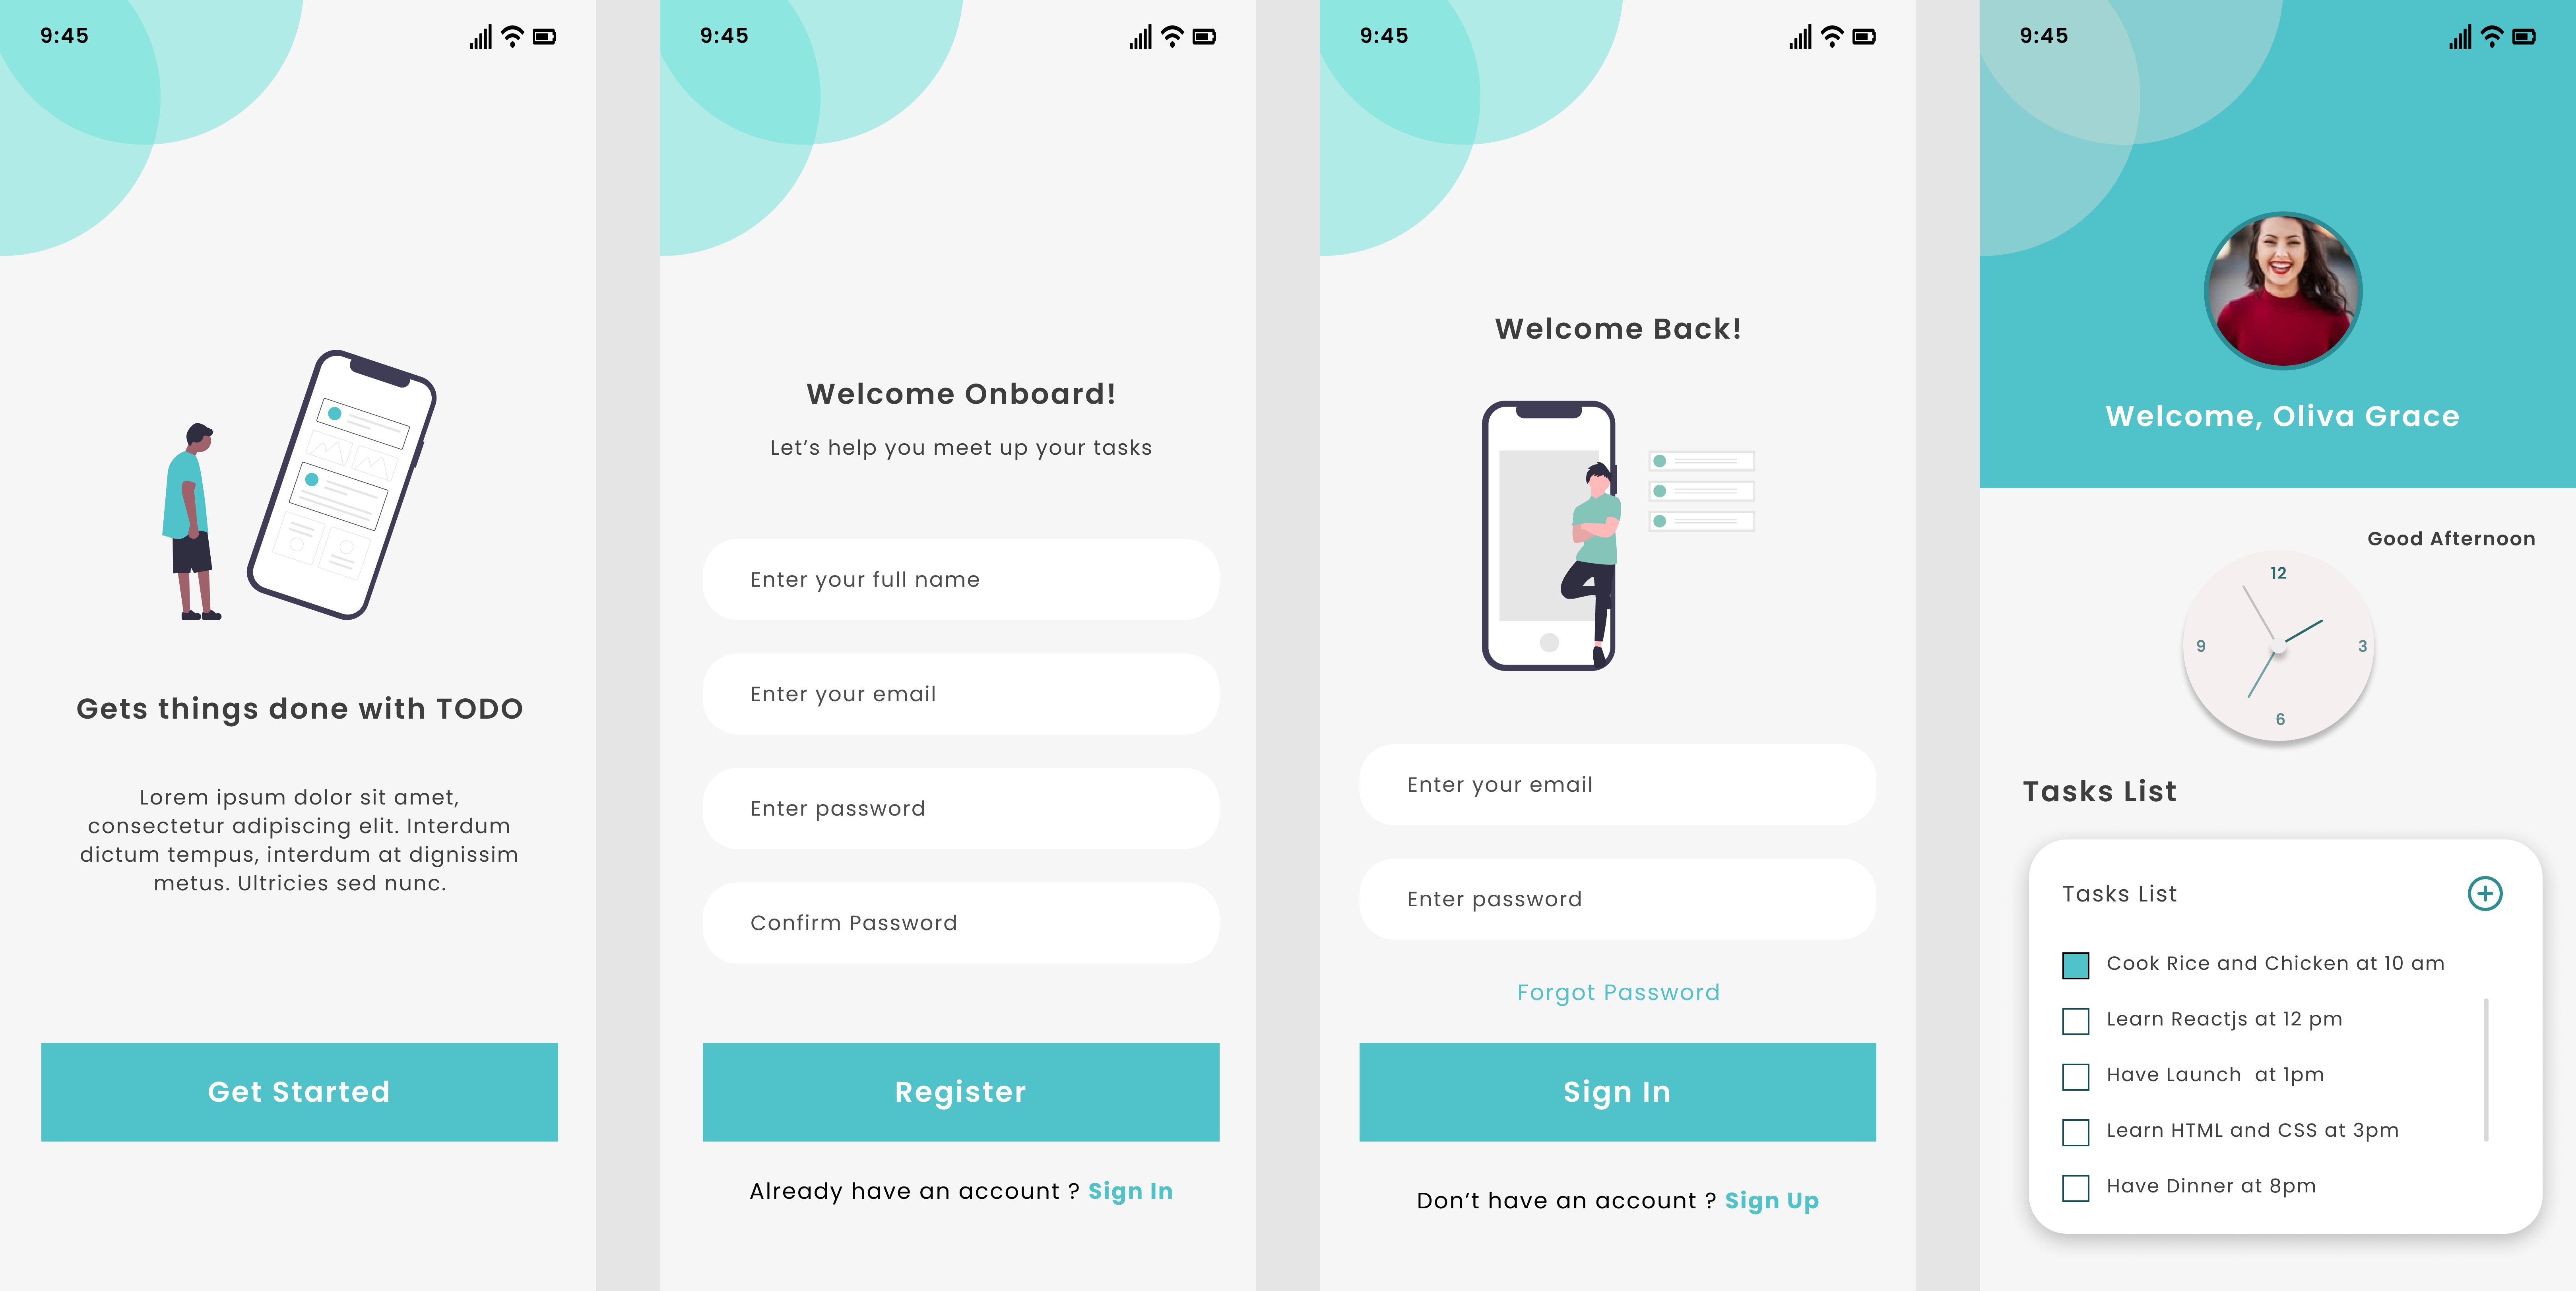 9:45
Gets things done with TODO
Lorem ipsum dolor sit amet,
consectetur adipiscing elit. Interdum
dictum tempus, interdum at dignissim
metus. Ultricies sed nunc.
Get Started
9:45
Welcome Onboard!
Let’s help you meet up your tasks
Enter your full name
Enter your email
Enter password
Confirm Password
Register
Already have an account ? Sign In
9:45
Welcome Back!
Enter your email
Enter password
Forgot Password
Sign In
Don’t have an account ? Sign Up
9:45
Welcome, Oliva Grace
Good Afternoon
12
9
3
6
Tasks List
Tasks List
Cook Rice and Chicken at 10 am
Learn Reactjs at 12 pm
Have Launch  at 1pm
Learn HTML and CSS at 3pm
Have Dinner at 8pm